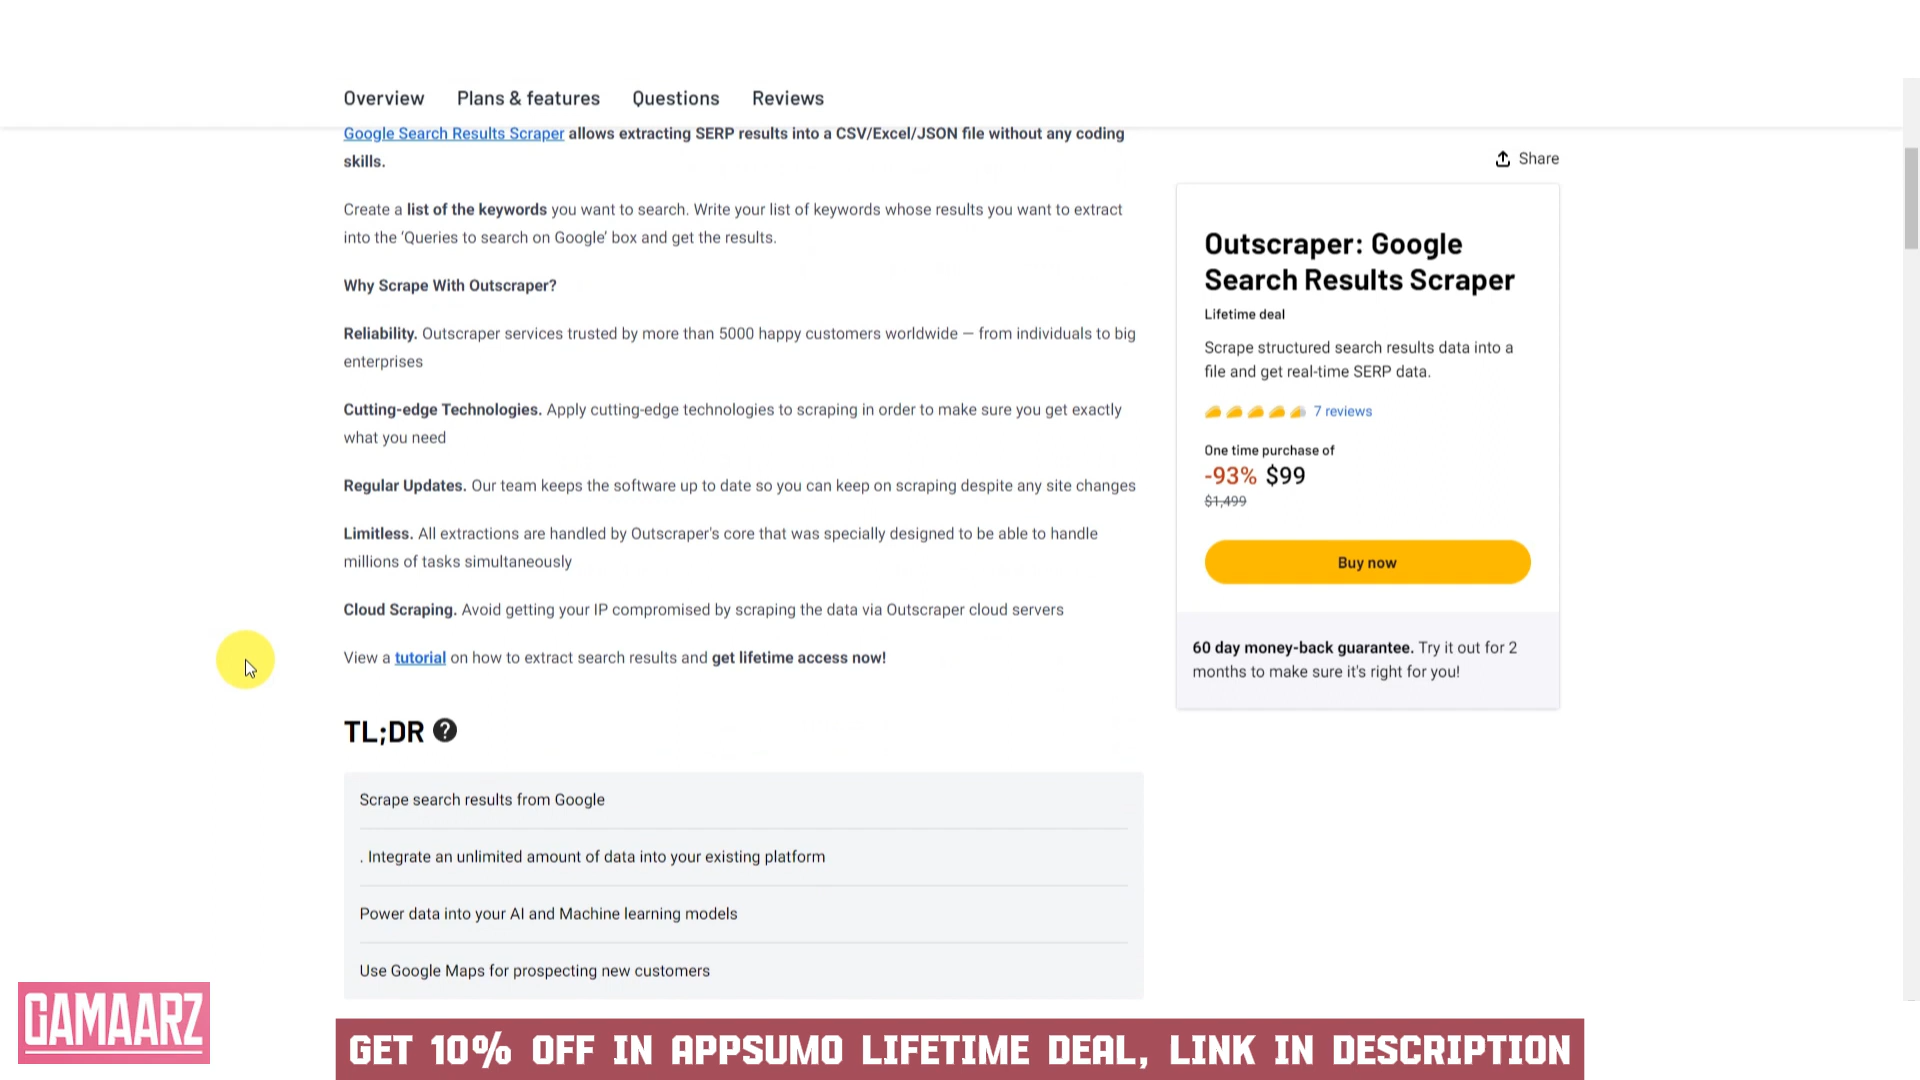 Overview Plans & features Questions Reviews
Google Search Results Scraper allows extracting SERP results into a CSV/Excel/JSON file without any coding
skills.
Create a list of the keywords you want to search. Write your list of keywords whose results you want to extract
into the ‘Queries to search on Google’ box and get the results.
Why Scrape With Outscraper?
Reliability. Outscraper services trusted by more than 5000 happy customers worldwide — from individuals to big
enterprises
Cutting-edge Technologies. Apply cutting-edge technologies to scraping in order to make sure you get exactly
what you need
Regular Updates. Our team keeps the software up to date so you can keep on scraping despite any site changes
Limitless. All extractions are handled by Outscraper's core that was specially designed to be able to handle
millions of tasks simultaneously
Cloud Scraping. Avoid getting your IP compromised by scraping the data via Outscraper cloud servers
View a tutorial on how to extract search results and get lifetime access now!
TL;DR ?
Scrape search results from Google
. Integrate an unlimited amount of data into your existing platform
Power data into your AI and Machine learning models
Use Google Maps for prospecting new customers
Share
Outscraper: Google
Search Results Scraper
Lifetime deal
Scrape structured search results data into a
file and get real-time SERP data.
7 reviews
One time purchase of
-93% $99
$1,499
Buy now
60 day money-back guarantee. Try it out for 2
months to make sure it's right for you!
GAMAARZ
GET 10% OFF IN APPSUMO LIFETIME DEAL, LINK IN DESCRIPTION